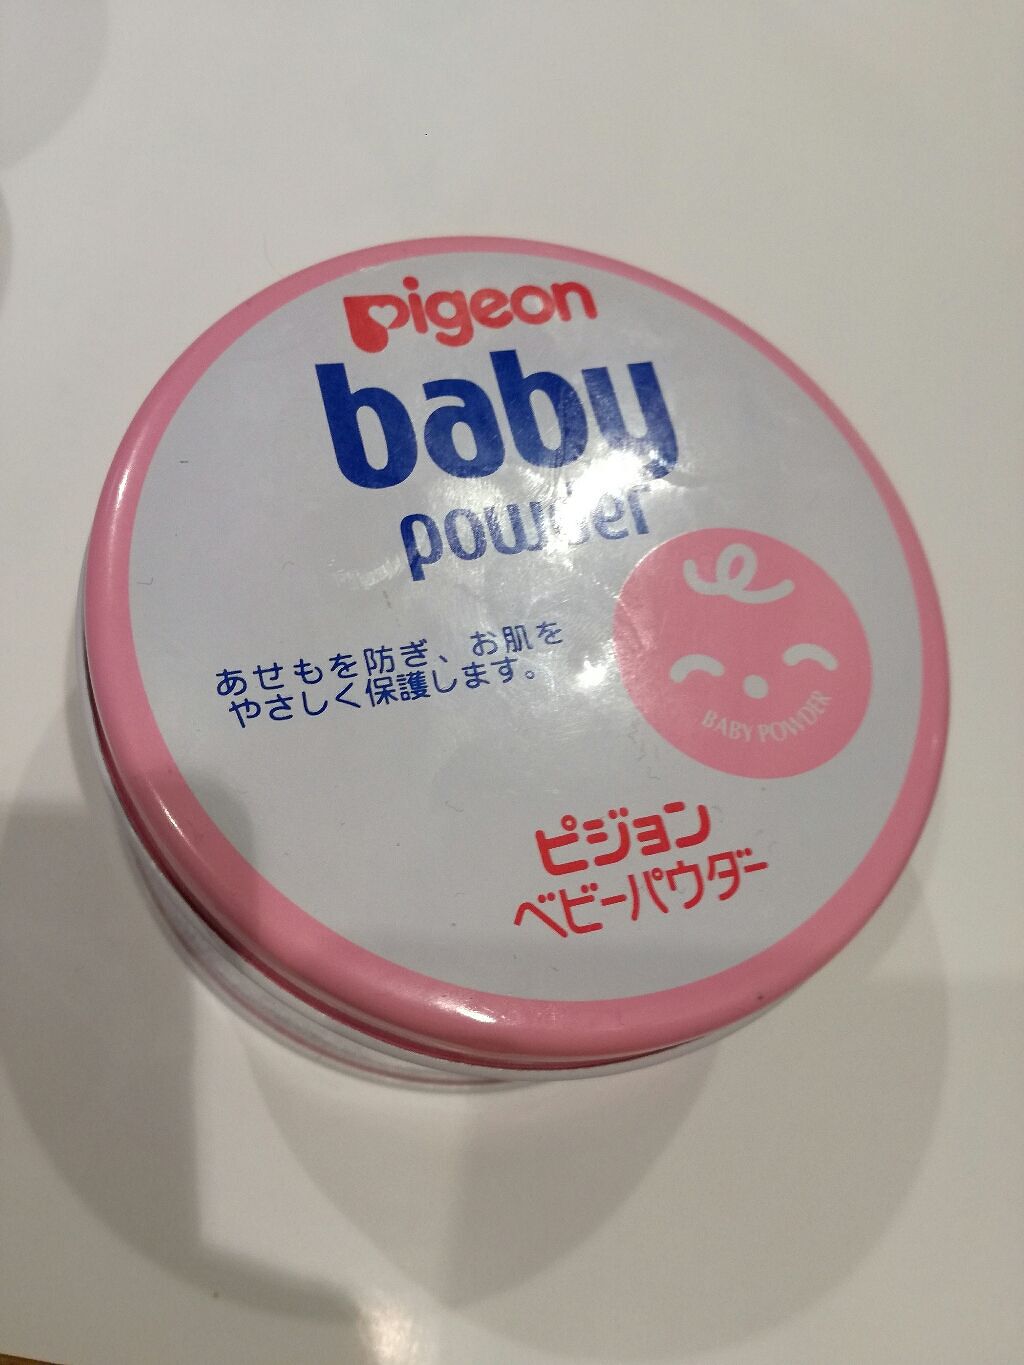 pigeon
baby
powder
あせもを防ぎ、お肌を
やさしく保護します。
BABY POWDER
ピジョン
ベビーパウダー